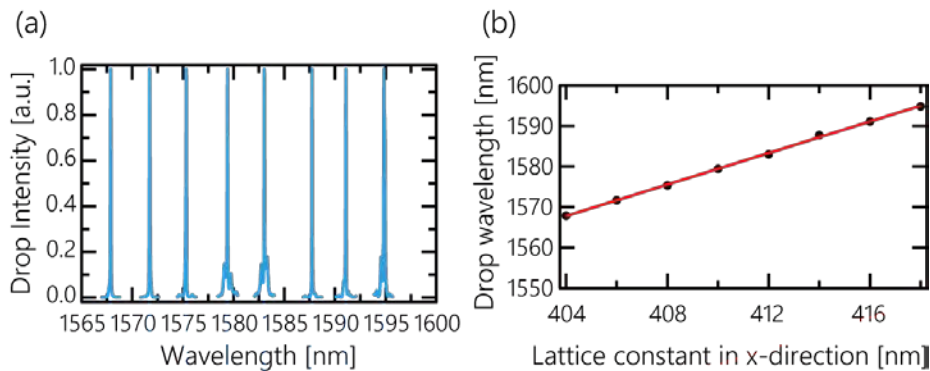 (a)
Drop Intensity [a.u.]
1.0
0.8
0.6
0.4
0.2
0.0
1565 1570 1575 1580 1585 1590 1595 1600
Wavelength [nm]
(b)
Drop wavelength [nm]
1600
1590
1580
1570
1560
1550
404 408 412 416
Lattice constant in x-direction [nm]